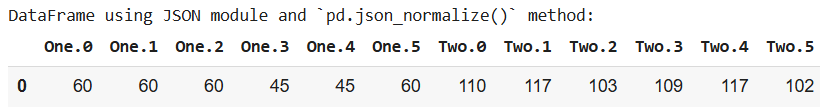 DataFrame using JSON module and `pd.json_normalize()` method:
One.0 One.1 One.2 One.3 One.4 One.5 Two.0 Two.1 Two.2 Two.3 Two.4 Two.5
0 60 60 60 45 45 60 110 117 103 109 117 102